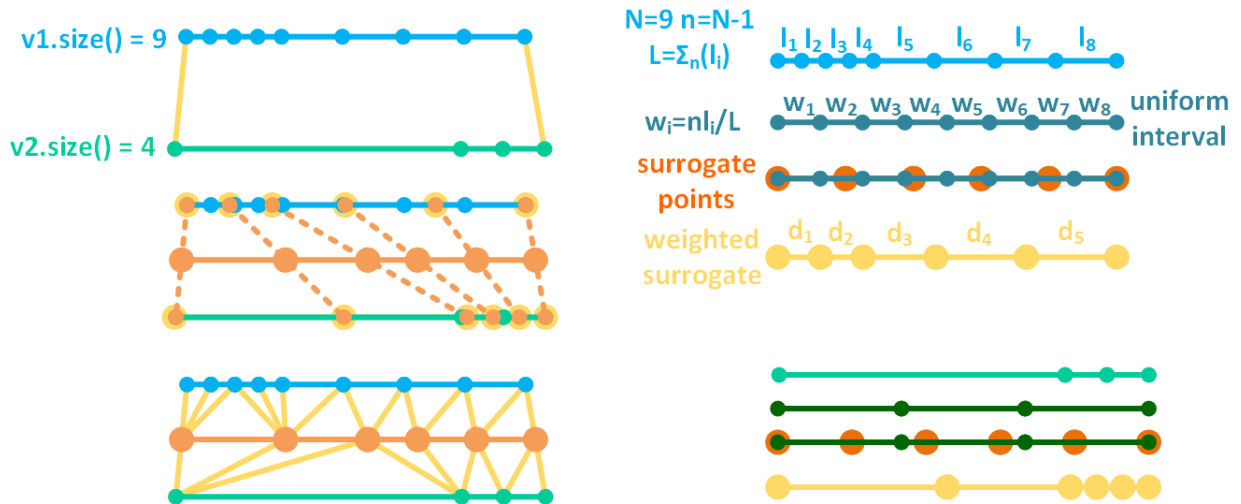 v1.size() = 9
v2.size() = 4
N=9 n=N-1
L=Σₙ(lᵢ)
l₁ l₂ l₃ l₄ l₅ l₆ l₇ l₈
wᵢ=nlᵢ/L
w₁ w₂ w₃ w₄ w₅ w₆ w₇ w₈
uniform
interval
surrogate
points
weighted
surrogate
d₁ d₂ d₃ d₄ d₅